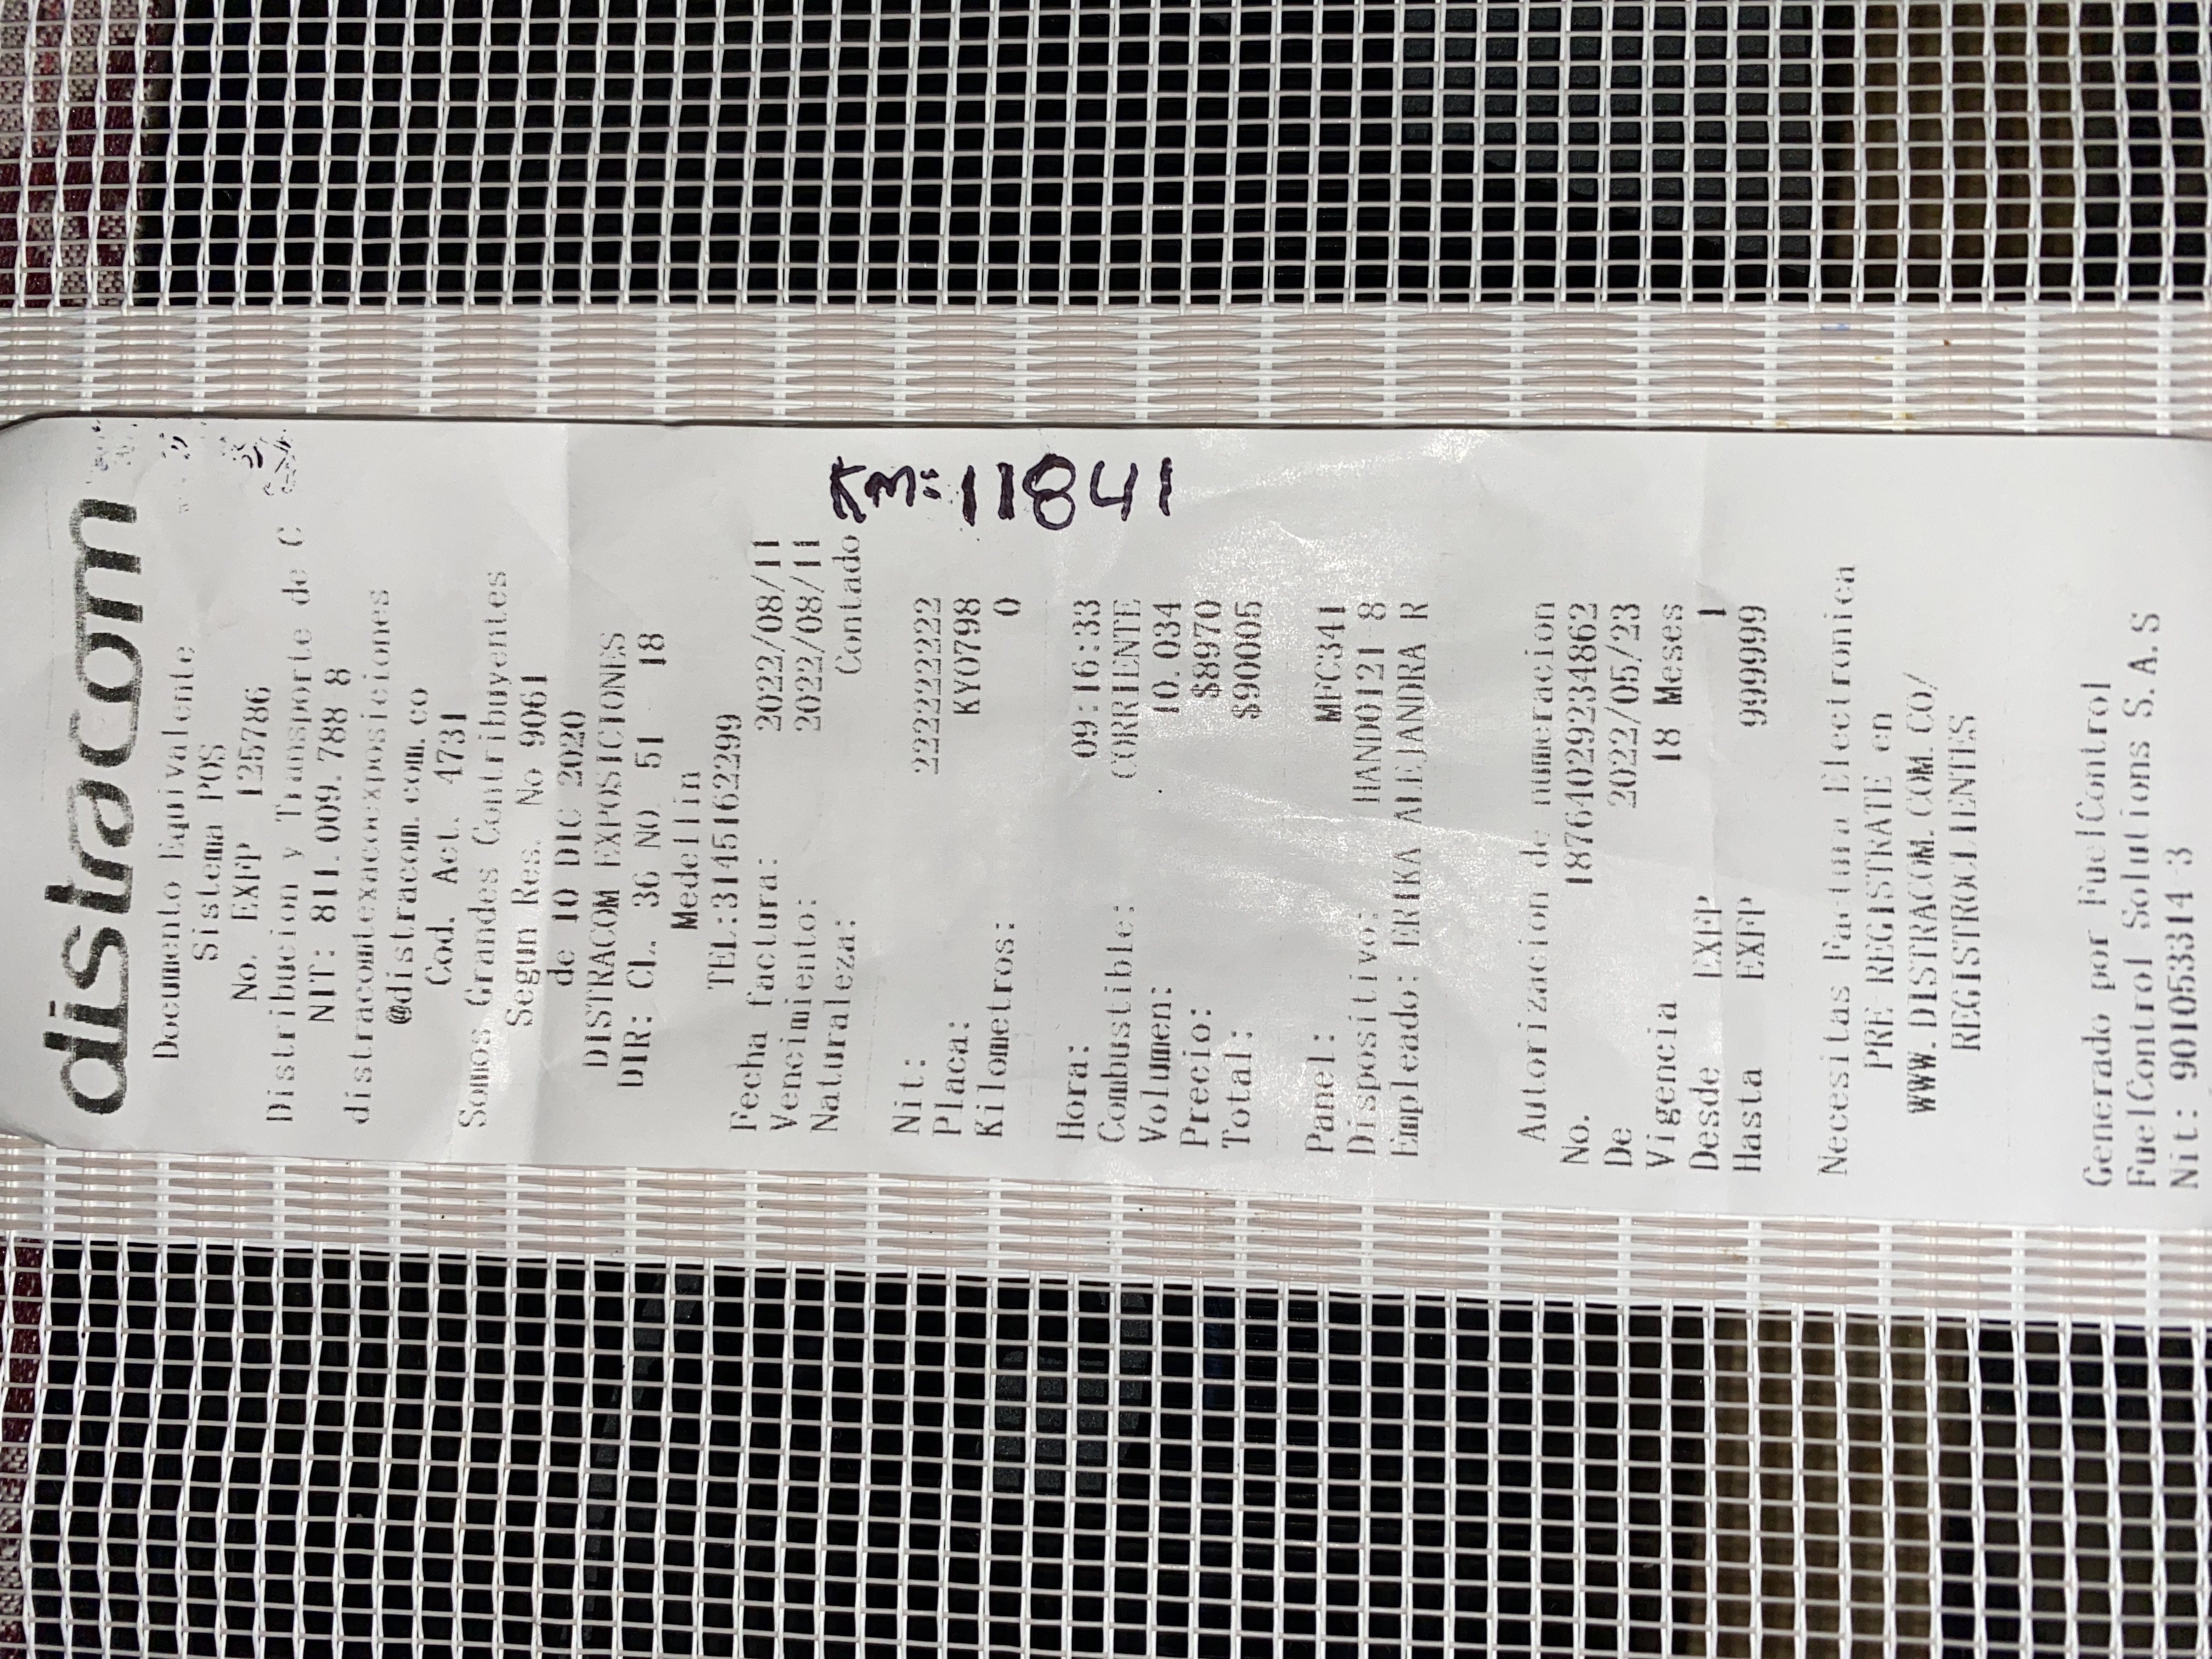 distracom
Documento Equivalente
Sistema POS
No. EXFP 125786
Distribucion y Transporte de C
NIT: 811.009.788 8
distracomtexacoexposiciones
@distracom.com.co
Cod. Act. 4731
Somos Grandes Contribuyentes
Segun Res. No 9061
de 10 DIC 2020
DISTRACOM EXPOSICIONES
DIR: CL. 36 NO 51 18
Medellin
TEL:3145162299
Fecha factura: 2022/08/11
Vencimiento: 2022/08/11
Naturaleza: Contado
Km: 11841
Nit: 222222222222
Placa: KYO798
Kilometros: 0
Hora: 09:16:33
Combustible: CORRIENTE
Volumen: 10.034
Precio: $8970
Total: $90005
Panel: MFC341
Dispositivo: HANDO121 8
Empleado: ERIKA ALEJANDRA R
Autorizacion de numeracion
No. 18764029234862
De 2022/05/23
Vigencia 18 Meses
Desde EXFP 1
Hasta EXFP 9999999
Necesitas Factura Electronica
PRE REGISTRATE en
WWW.DISTRACOM.COM.CO/
REGISTROCLIENTES
Generado por FuelControl
FuelControl Solutions S.A.S
Nit: 901053314-3